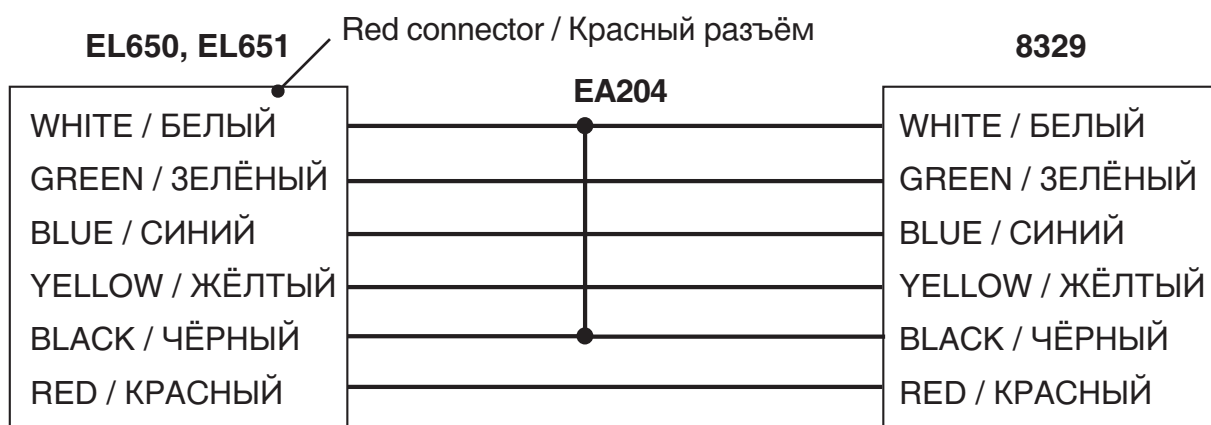 Red connector / Красный разъём
EL650, EL651
8329
EA204
WHITE / БЕЛЫЙ
GREEN / ЗЕЛЁНЫЙ
BLUE / СИНИЙ
YELLOW / ЖЁЛТЫЙ
BLACK / ЧЁРНЫЙ
RED / КРАСНЫЙ
WHITE / БЕЛЫЙ
GREEN / ЗЕЛЁНЫЙ
BLUE / СИНИЙ
YELLOW / ЖЁЛТЫЙ
BLACK / ЧЁРНЫЙ
RED / КРАСНЫЙ